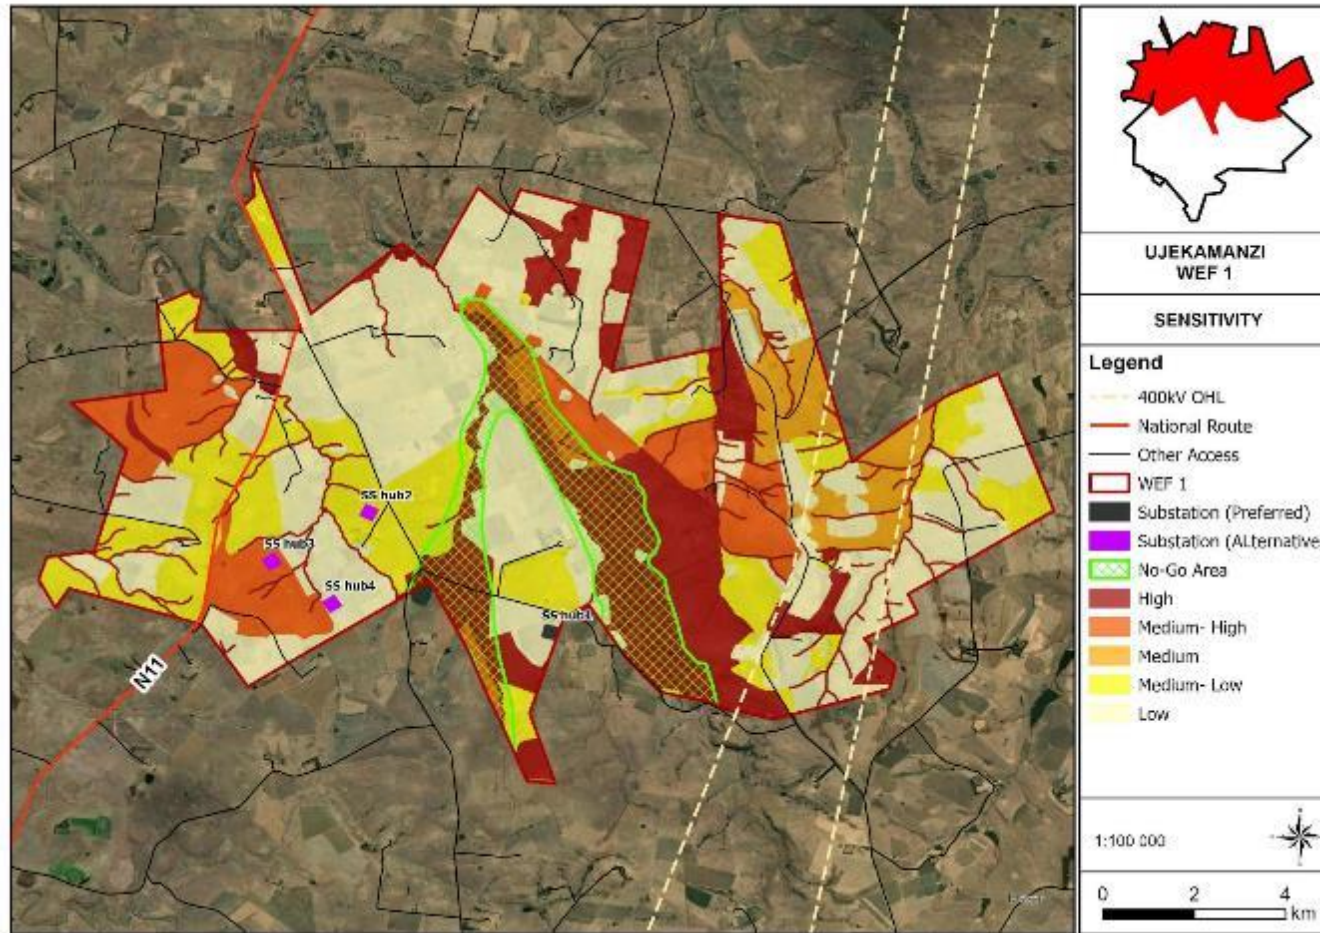 SS hub2
SS hub3
SS hub4
SS hub1
N11
UJEKAMANZI
WEF 1
SENSITIVITY
Legend
400kV OHL
National Route
Other Access
WEF 1
Substation (Preferred)
Substation (ALternative
No-Go Area
High
Medium- High
Medium
Medium- Low
Low
1:100 000
0 2 4
km